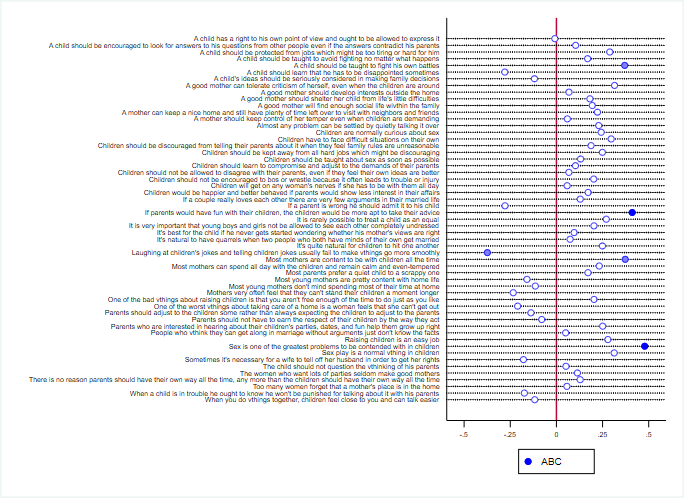 A child has a right to his own point of view and ought to be allowed to express it
A child should be encouraged to look for answers to his questions from other people even if the answers contradict his parents
A child should be protected from jobs which might be too tiring or hard for him
A child should be taught to avoid fighting no matter what happens
A child should be taught to fight his own battles
A child should learn that he has to be disappointed sometimes
A child's ideas should be seriously considered in making family decisions
A good mother can tolerate criticism of herself, even when the children are around
A good mother should develop interests outside the home
A good mother should shelter her child from life's little difficulties
A good mother will find enough social life wivthin the family
A mother can keep a nice home and still have plenty of time left over to visit with neighbors and friends
A mother should keep control of her temper even when children are demanding
Almost any problem can be settled by quietly talking it over
Children are normally curious about sex
Children have to face difficult situations on their own
Children should be discouraged from telling their parents about it when they feel family rules are unreasonable
Children should be kept away from all hard jobs which might be discouraging
Children should be taught about sex as soon as possible
Children should learn to compromise and adjust to the demands of their parents
Children should not be allowed to disagree with their parents, even if they feel their own ideas are better
Children should not be encouraged to bos or wrestle because it often leads to trouble or injury
Children will get on any woman's nerves if she has to be with them all day
Children would be happier and better behaved if parents would show less interest in their affairs
If a couple really loves each other there are very few arguments in their married life
If a parent is wrong he should admit it to his child
If parents would have fun with their children, the children would be more apt to take their advice
It is rarely possible to treat a child as an equal
It is very important that young boys and girls not be allowed to see each other completely undressed
It's best for the child if he never gets started wondering whether his mother's views are right
It's natural to have quarrels when two people who both have minds of their own get married
It's quite natural for children to hit one another
Laughing at children's jokes and telling children jokes usually fail to make vthings go more smoothly
Most mothers are content to be with children all the time
Most mothers can spend all day with the children and remain calm and even-tempered
Most parents prefer a quiet child to a scrappy one
Most young mothers are pretty content with home life
Most young mothers don't mind spending most of their time at home
Mothers very often feel that they can't stand their children a moment longer
One of the bad vthings about raising children is that you aren't free enough of the time to do just as you like
One of the worst vthings about taking care of a home is a woman feels that she can't get out
Parents should adjust to the children some rather than always expecting the children to adjust to the parents
Parents should not have to earn the respect of their children by the way they act
Parents who are interested in hearing about their children's parties, dates, and fun help them grow up right
People who vthink they can get along in marriage without arguments just don't know the facts
Raising children is an easy job
Sex is one of the greatest problems to be contended with in children
Sex play is a normal vthing in children
Sometimes it's necessary for a wife to tell off her husband in order to get her rights
The child should not question the vthinking of his parents
The women who want lots of parties seldom make good mothers
There is no reason parents should have their own way all the time, any more than the children should have their own way all the time
Too many women forget that a mother's place is in the home
When a child is in trouble he ought to know he won't be punished for talking about it with his parents
When you do vthings together, children feel close to you and can talk easier
-.5 -.25 0 .25 .5
ABC